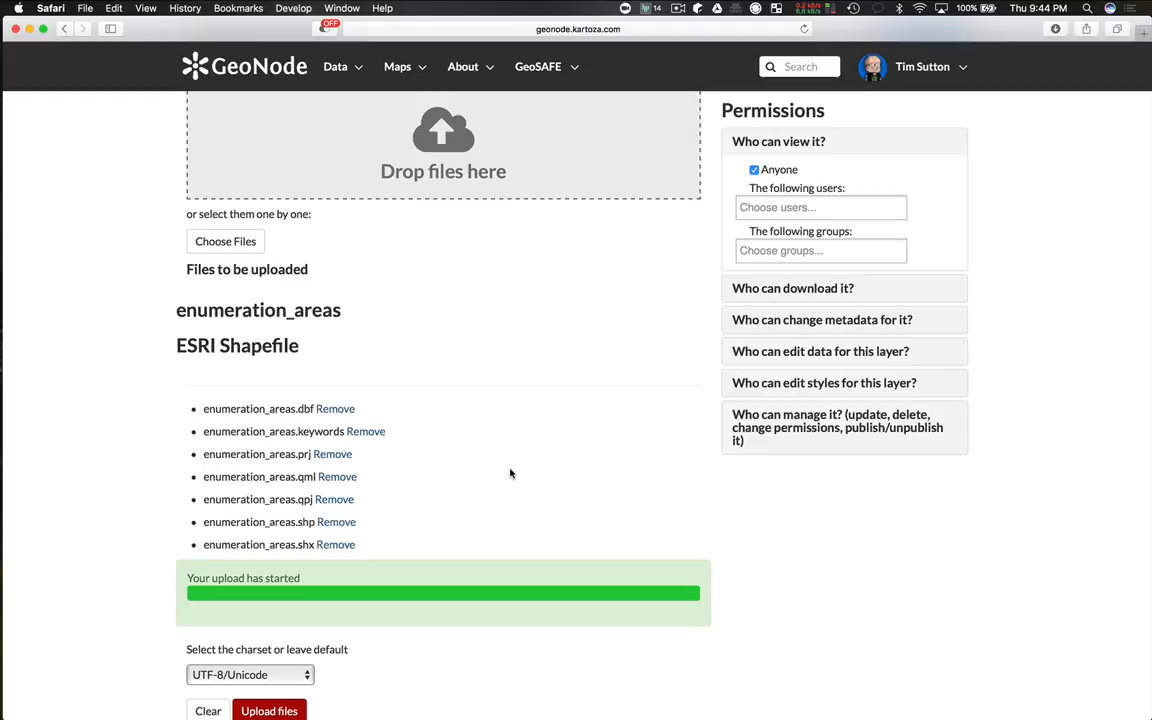 Safari File Edit View History Bookmarks Develop Window Help 14 100% Thu 9:44 PM
OFF geonode.kartoza.com
GeoNode Data Maps About GeoSAFE Search Tim Sutton
Drop files here
or select them one by one:
Choose Files
Files to be uploaded
enumeration_areas
ESRI Shapefile
enumeration_areas.dbf Remove
enumeration_areas.keywords Remove
enumeration_areas.prj Remove
enumeration_areas.qml Remove
enumeration_areas.qpj Remove
enumeration_areas.shp Remove
enumeration_areas.shx Remove
Your upload has started
Select the charset or leave default
UTF-8/Unicode
Clear Upload files
Permissions
Who can view it?
Anyone
The following users:
Choose users...
The following groups:
Choose groups...
Who can download it?
Who can change metadata for it?
Who can edit data for this layer?
Who can edit styles for this layer?
Who can manage it? (update, delete,
change permissions, publish/unpublish
it)